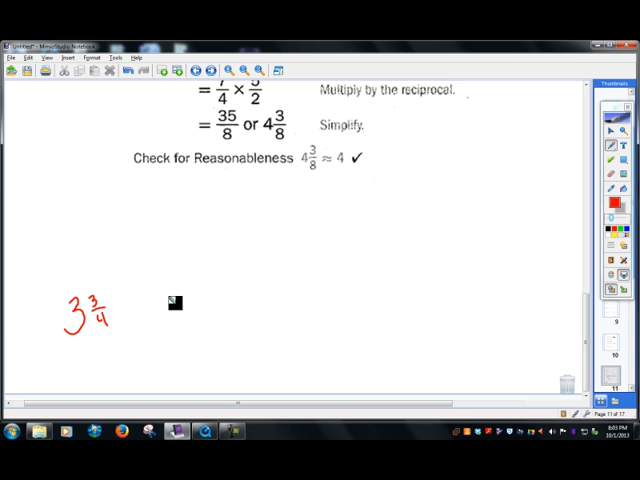 Untitled* - MimioStudio Notebook
File Edit View Insert Format Tools Help
Thumbnails
= 7/4 × 5/2 Multiply by the reciprocal.
= 35/8 or 4 3/8 Simplify.
Check for Reasonableness 4 3/8 ≈ 4 ✓
3 3/4
9
10
11
Page 11 of 17
8:03 PM
10/1/2013